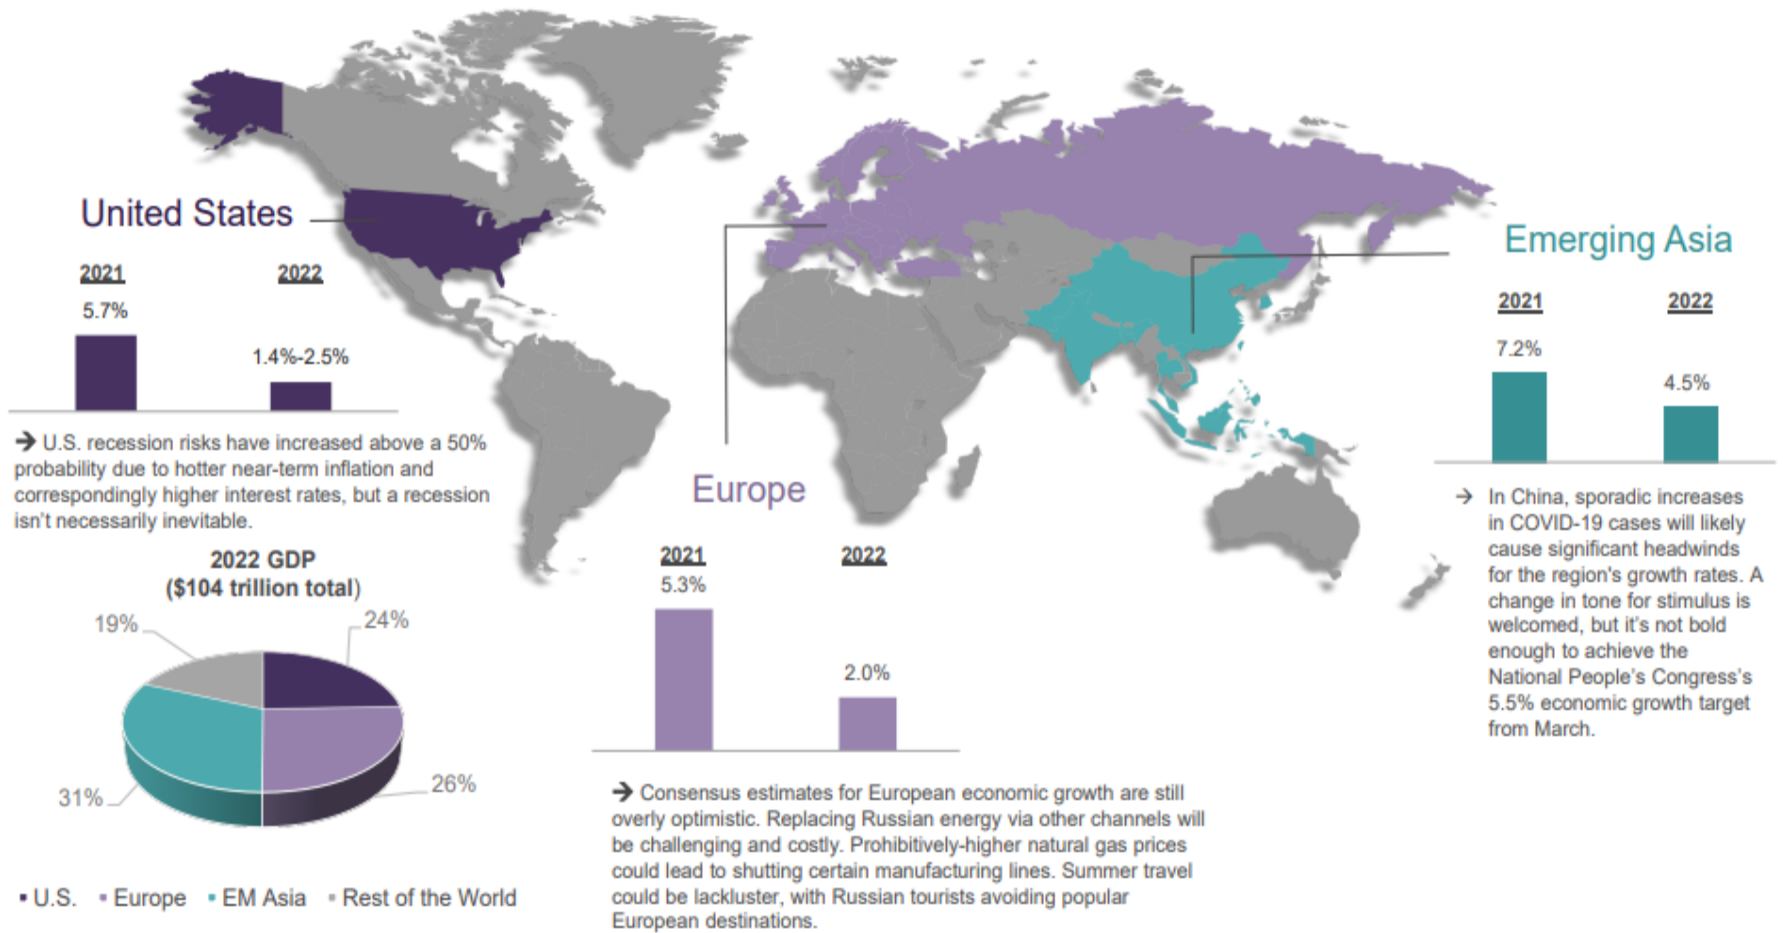 United States
2021 2022
5.7%
1.4%-2.5%
➔ U.S. recession risks have increased above a 50%
probability due to hotter near-term inflation and
correspondingly higher interest rates, but a recession
isn't necessarily inevitable.
2022 GDP
($104 trillion total)
19%
24%
31%
26%
U.S. Europe EM Asia Rest of the World
Europe
2021 2022
5.3%
2.0%
➔ Consensus estimates for European economic growth are still
overly optimistic. Replacing Russian energy via other channels will
be challenging and costly. Prohibitively-higher natural gas prices
could lead to shutting certain manufacturing lines. Summer travel
could be lackluster, with Russian tourists avoiding popular
European destinations.
Emerging Asia
2021 2022
7.2%
4.5%
→ In China, sporadic increases
in COVID-19 cases will likely
cause significant headwinds
for the region's growth rates. A
change in tone for stimulus is
welcomed, but it's not bold
enough to achieve the
National People's Congress's
5.5% economic growth target
from March.